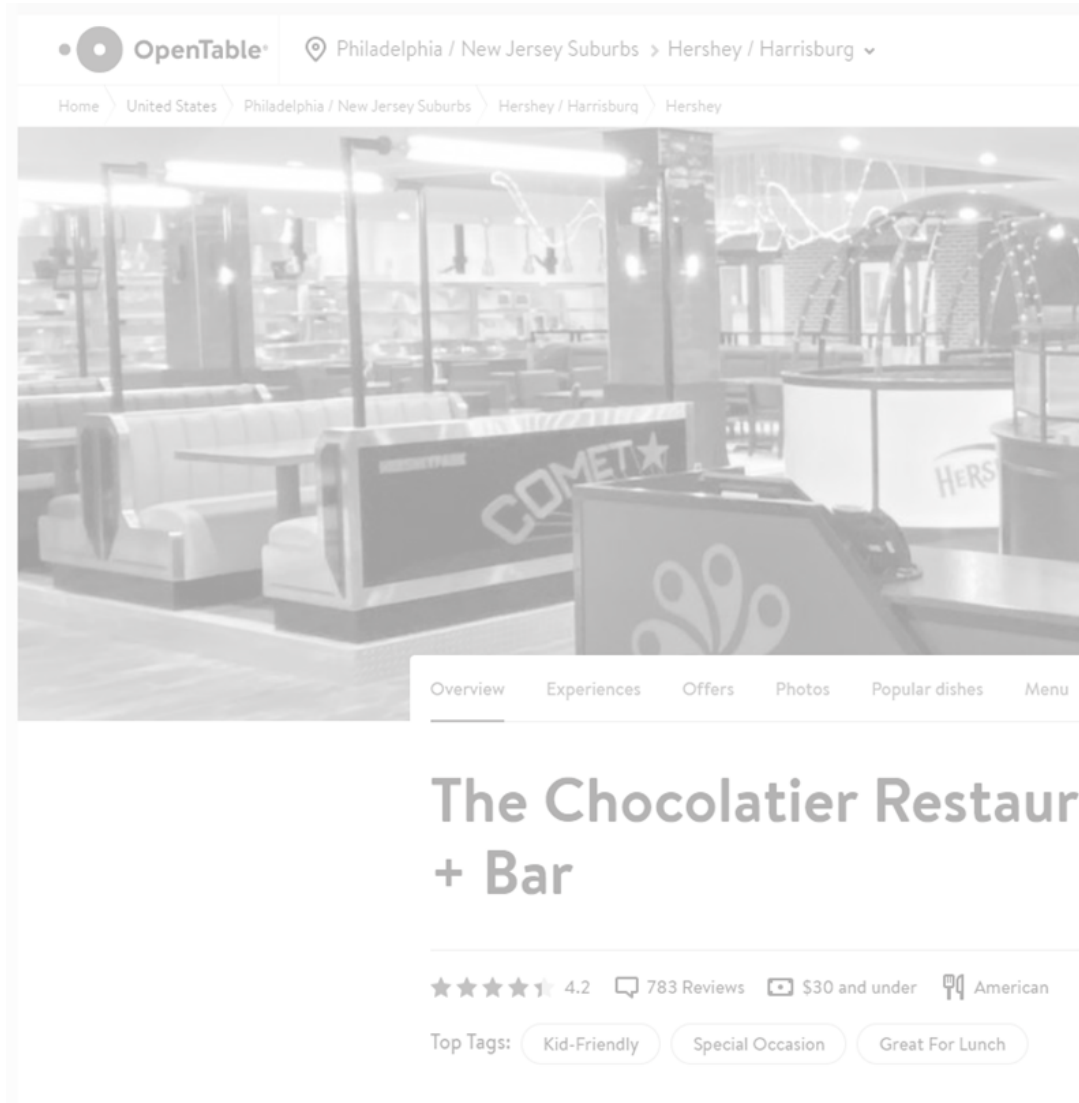 OpenTable
Philadelphia / New Jersey Suburbs > Hershey / Harrisburg
Home United States Philadelphia / New Jersey Suburbs Hershey / Harrisburg Hershey
COMET
HERS
Overview Experiences Offers Photos Popular dishes Menu
The Chocolatier Restaur
+ Bar
4.2 783 Reviews $30 and under American
Top Tags: Kid-Friendly Special Occasion Great For Lunch